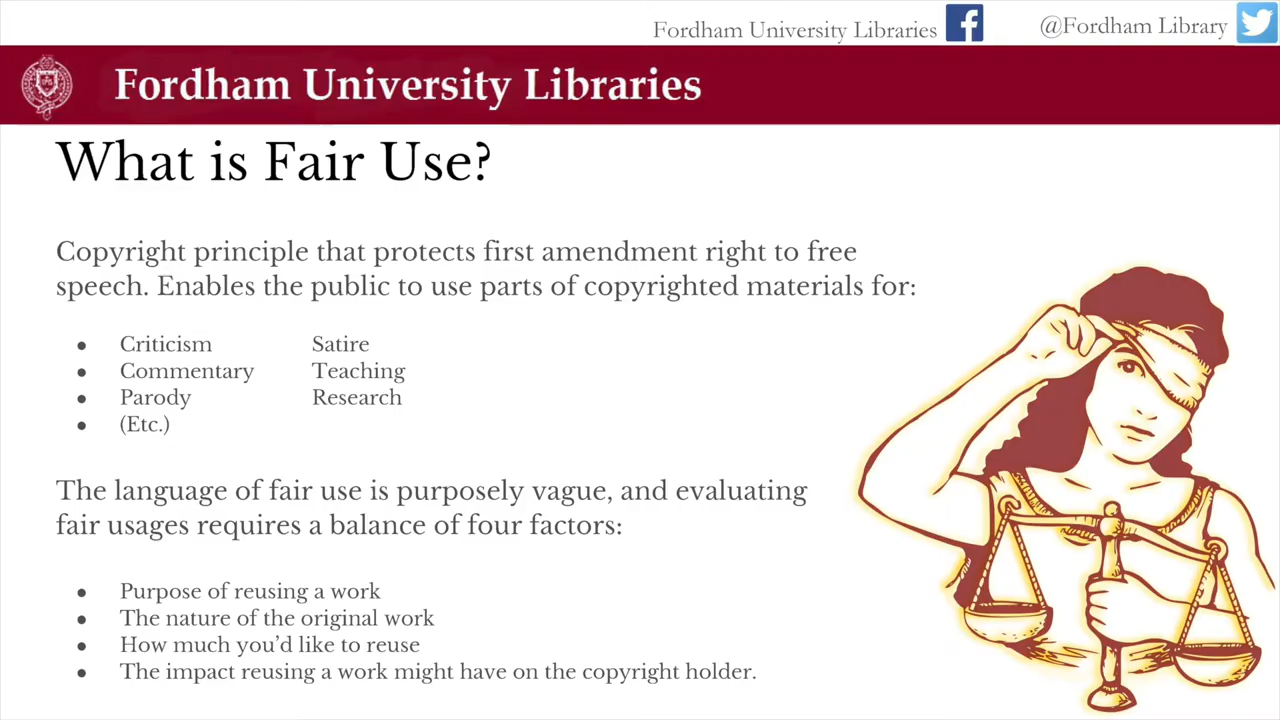 Fordham University Libraries
@Fordham Library
Fordham University Libraries
What is Fair Use?
Copyright principle that protects first amendment right to free
speech. Enables the public to use parts of copyrighted materials for:
● Criticism Satire
● Commentary Teaching
● Parody Research
● (Etc.)
The language of fair use is purposely vague, and evaluating
fair usages requires a balance of four factors:
● Purpose of reusing a work
● The nature of the original work
● How much you’d like to reuse
● The impact reusing a work might have on the copyright holder.